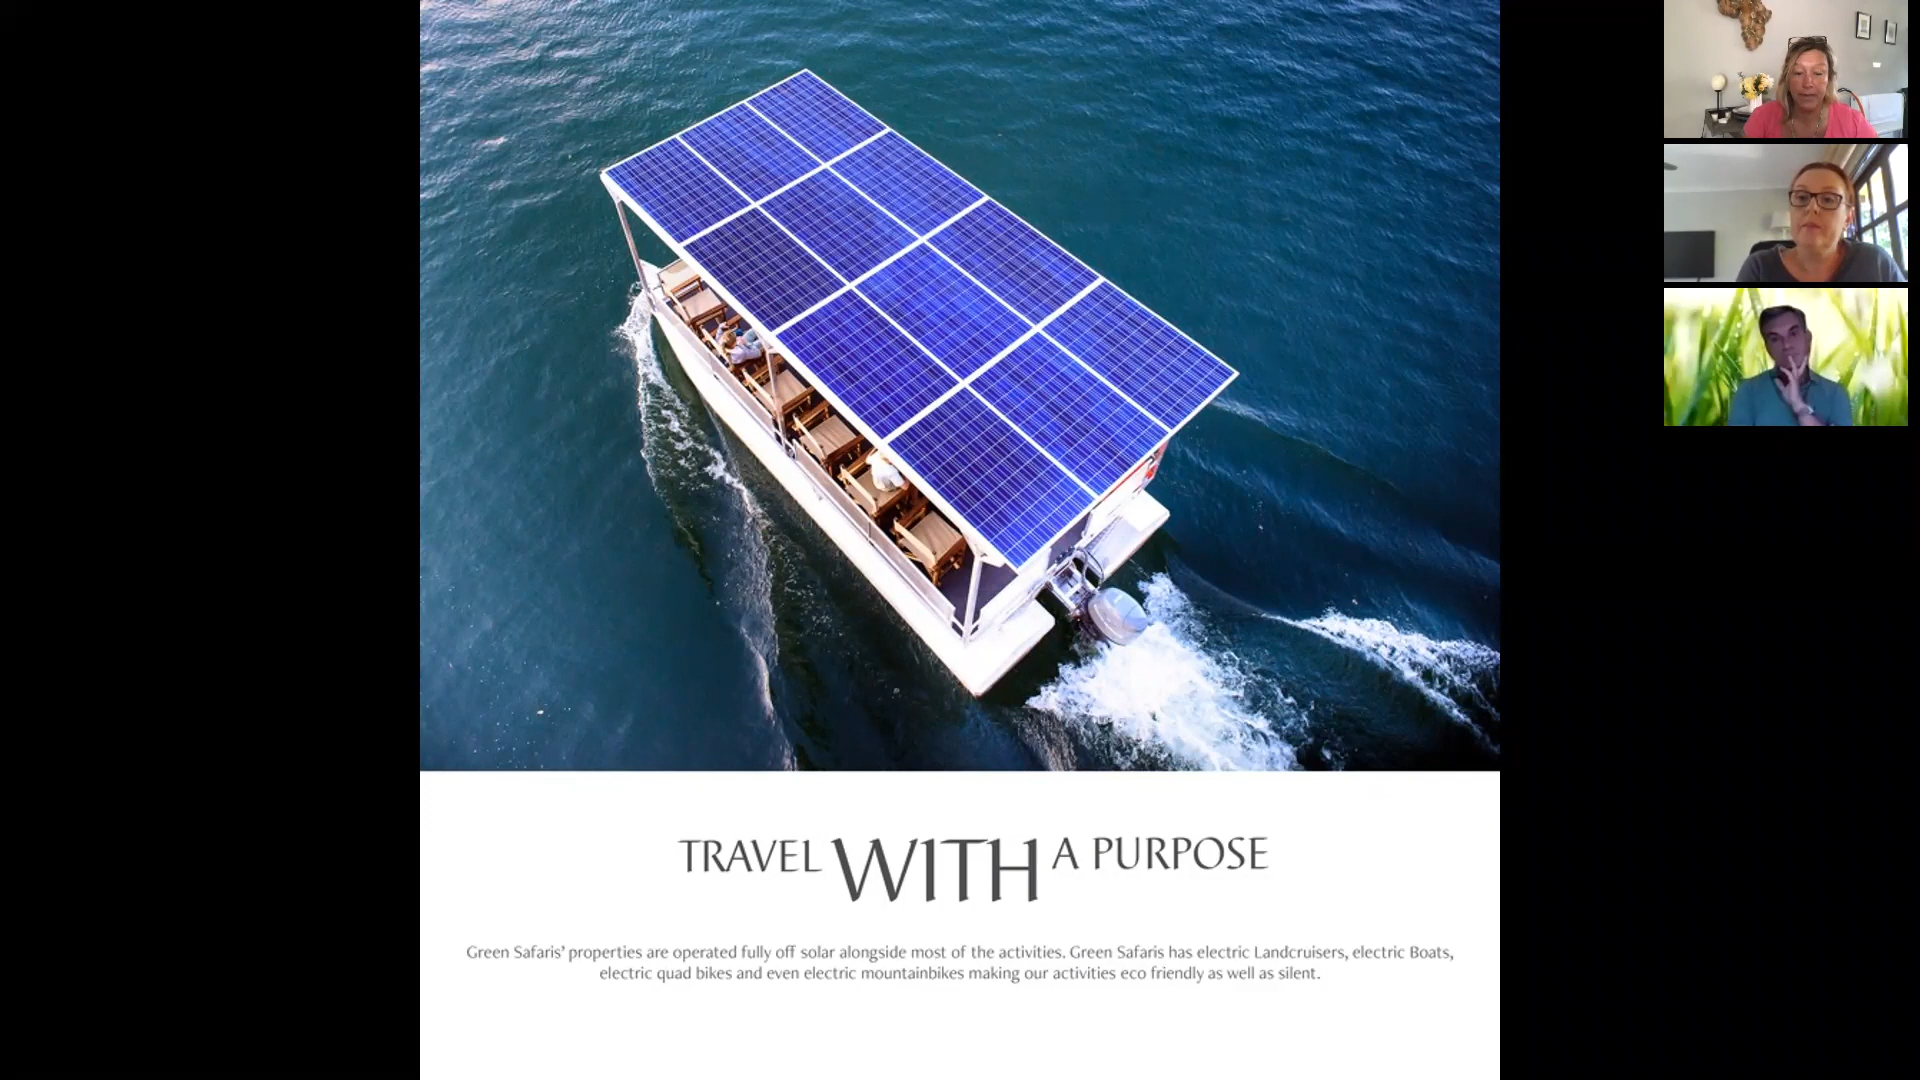 TRAVEL WITH A PURPOSE
Green Safaris’ properties are operated fully off solar alongside most of the activities. Green Safaris has electric Landcruisers, electric Boats,
electric quad bikes and even electric mountainbikes making our activities eco friendly as well as silent.